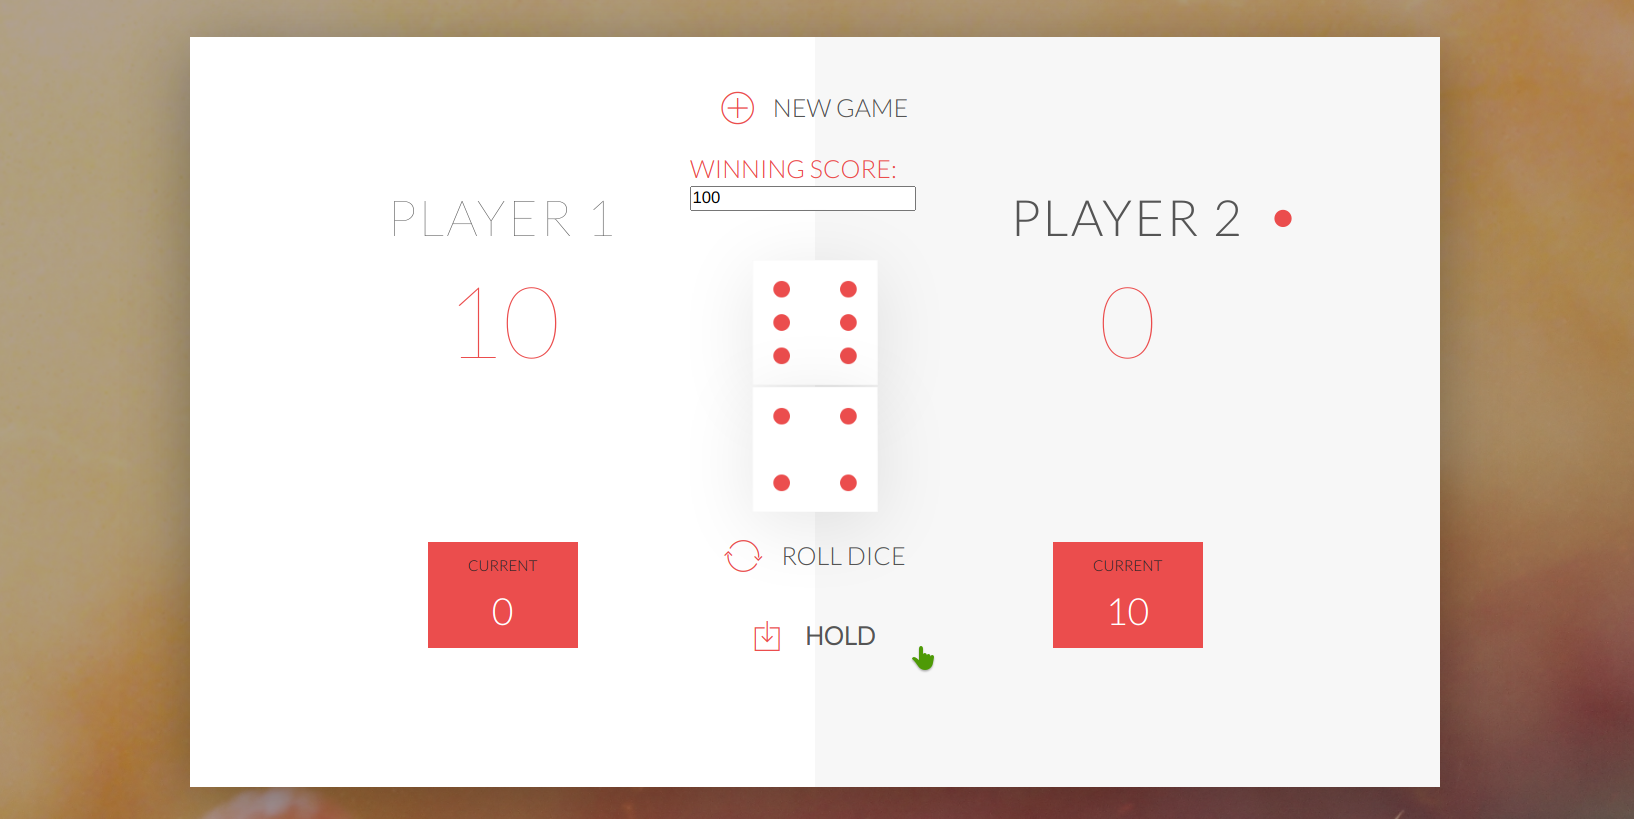 NEW GAME
WINNING SCORE:
100
PLAYER 1
10
PLAYER 2
0
ROLL DICE
HOLD
CURRENT
0
CURRENT
10